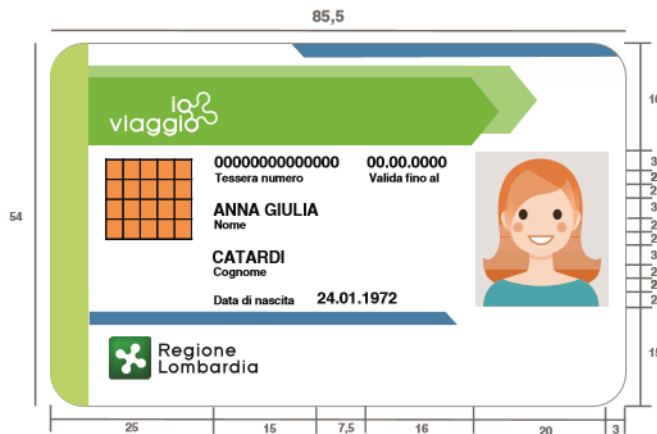 85,5
io
viaggio
54
00000000000000 00.00.0000
Tessera numero Valida fino al
ANNA GIULIA
Nome
CATARDI
Cognome
Data di nascita 24.01.1972
Regione
Lombardia
25 15 7,5 16 20 3